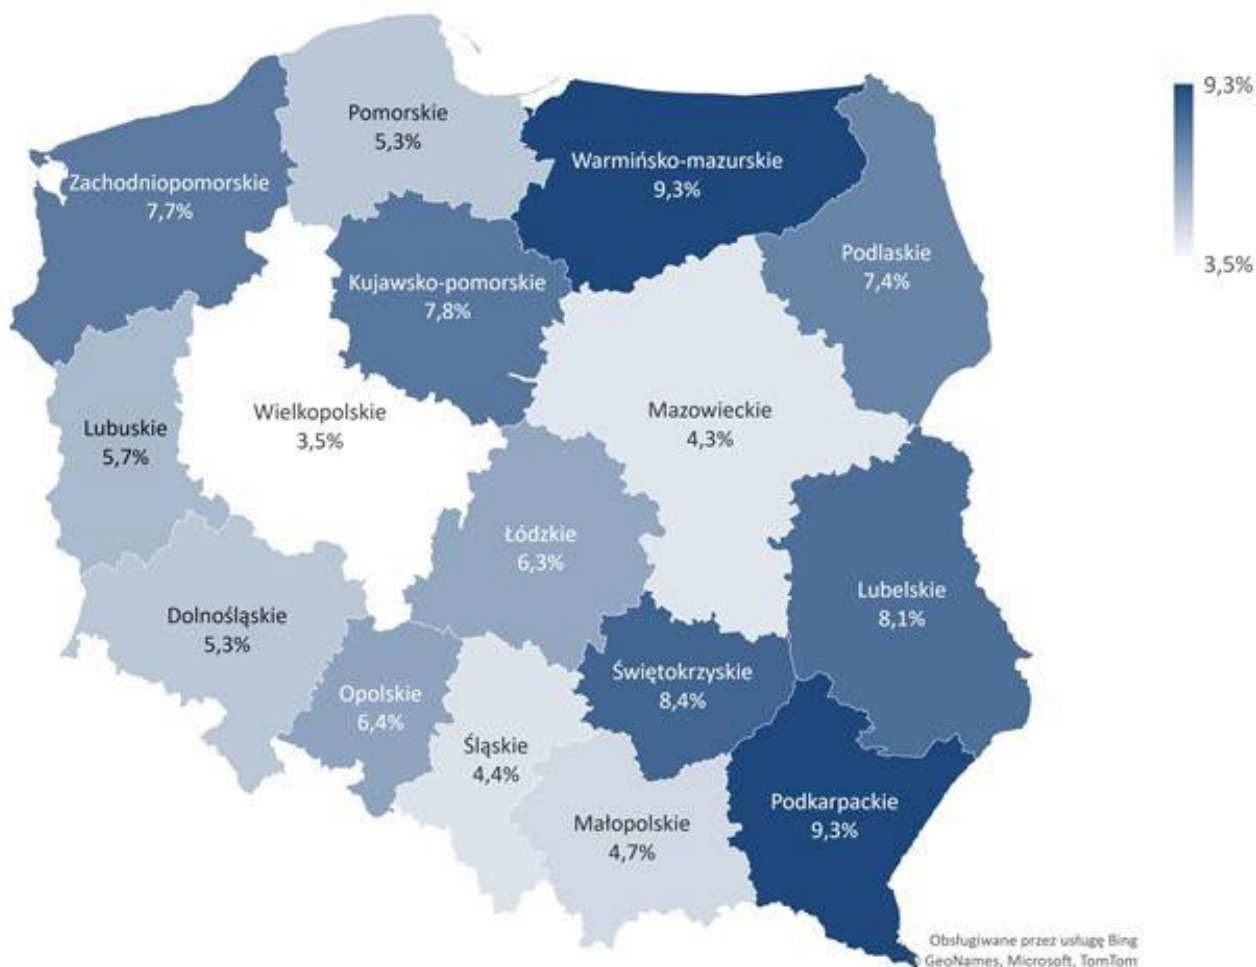 9,3%
3,5%
Pomorskie
5,3%
Warmińsko-mazurskie
9,3%
Zachodniopomorskie
7,7%
Podlaskie
7,4%
Kujawsko-pomorskie
7,8%
Wielkopolskie
3,5%
Mazowieckie
4,3%
Lubuskie
5,7%
Łódzkie
6,3%
Lubelskie
8,1%
Dolnośląskie
5,3%
Świętokrzyskie
8,4%
Opolskie
6,4%
Śląskie
4,4%
Podkarpackie
9,3%
Małopolskie
4,7%
Obsługiwane przez usługę Bing
GeoNames, Microsoft, TomTom